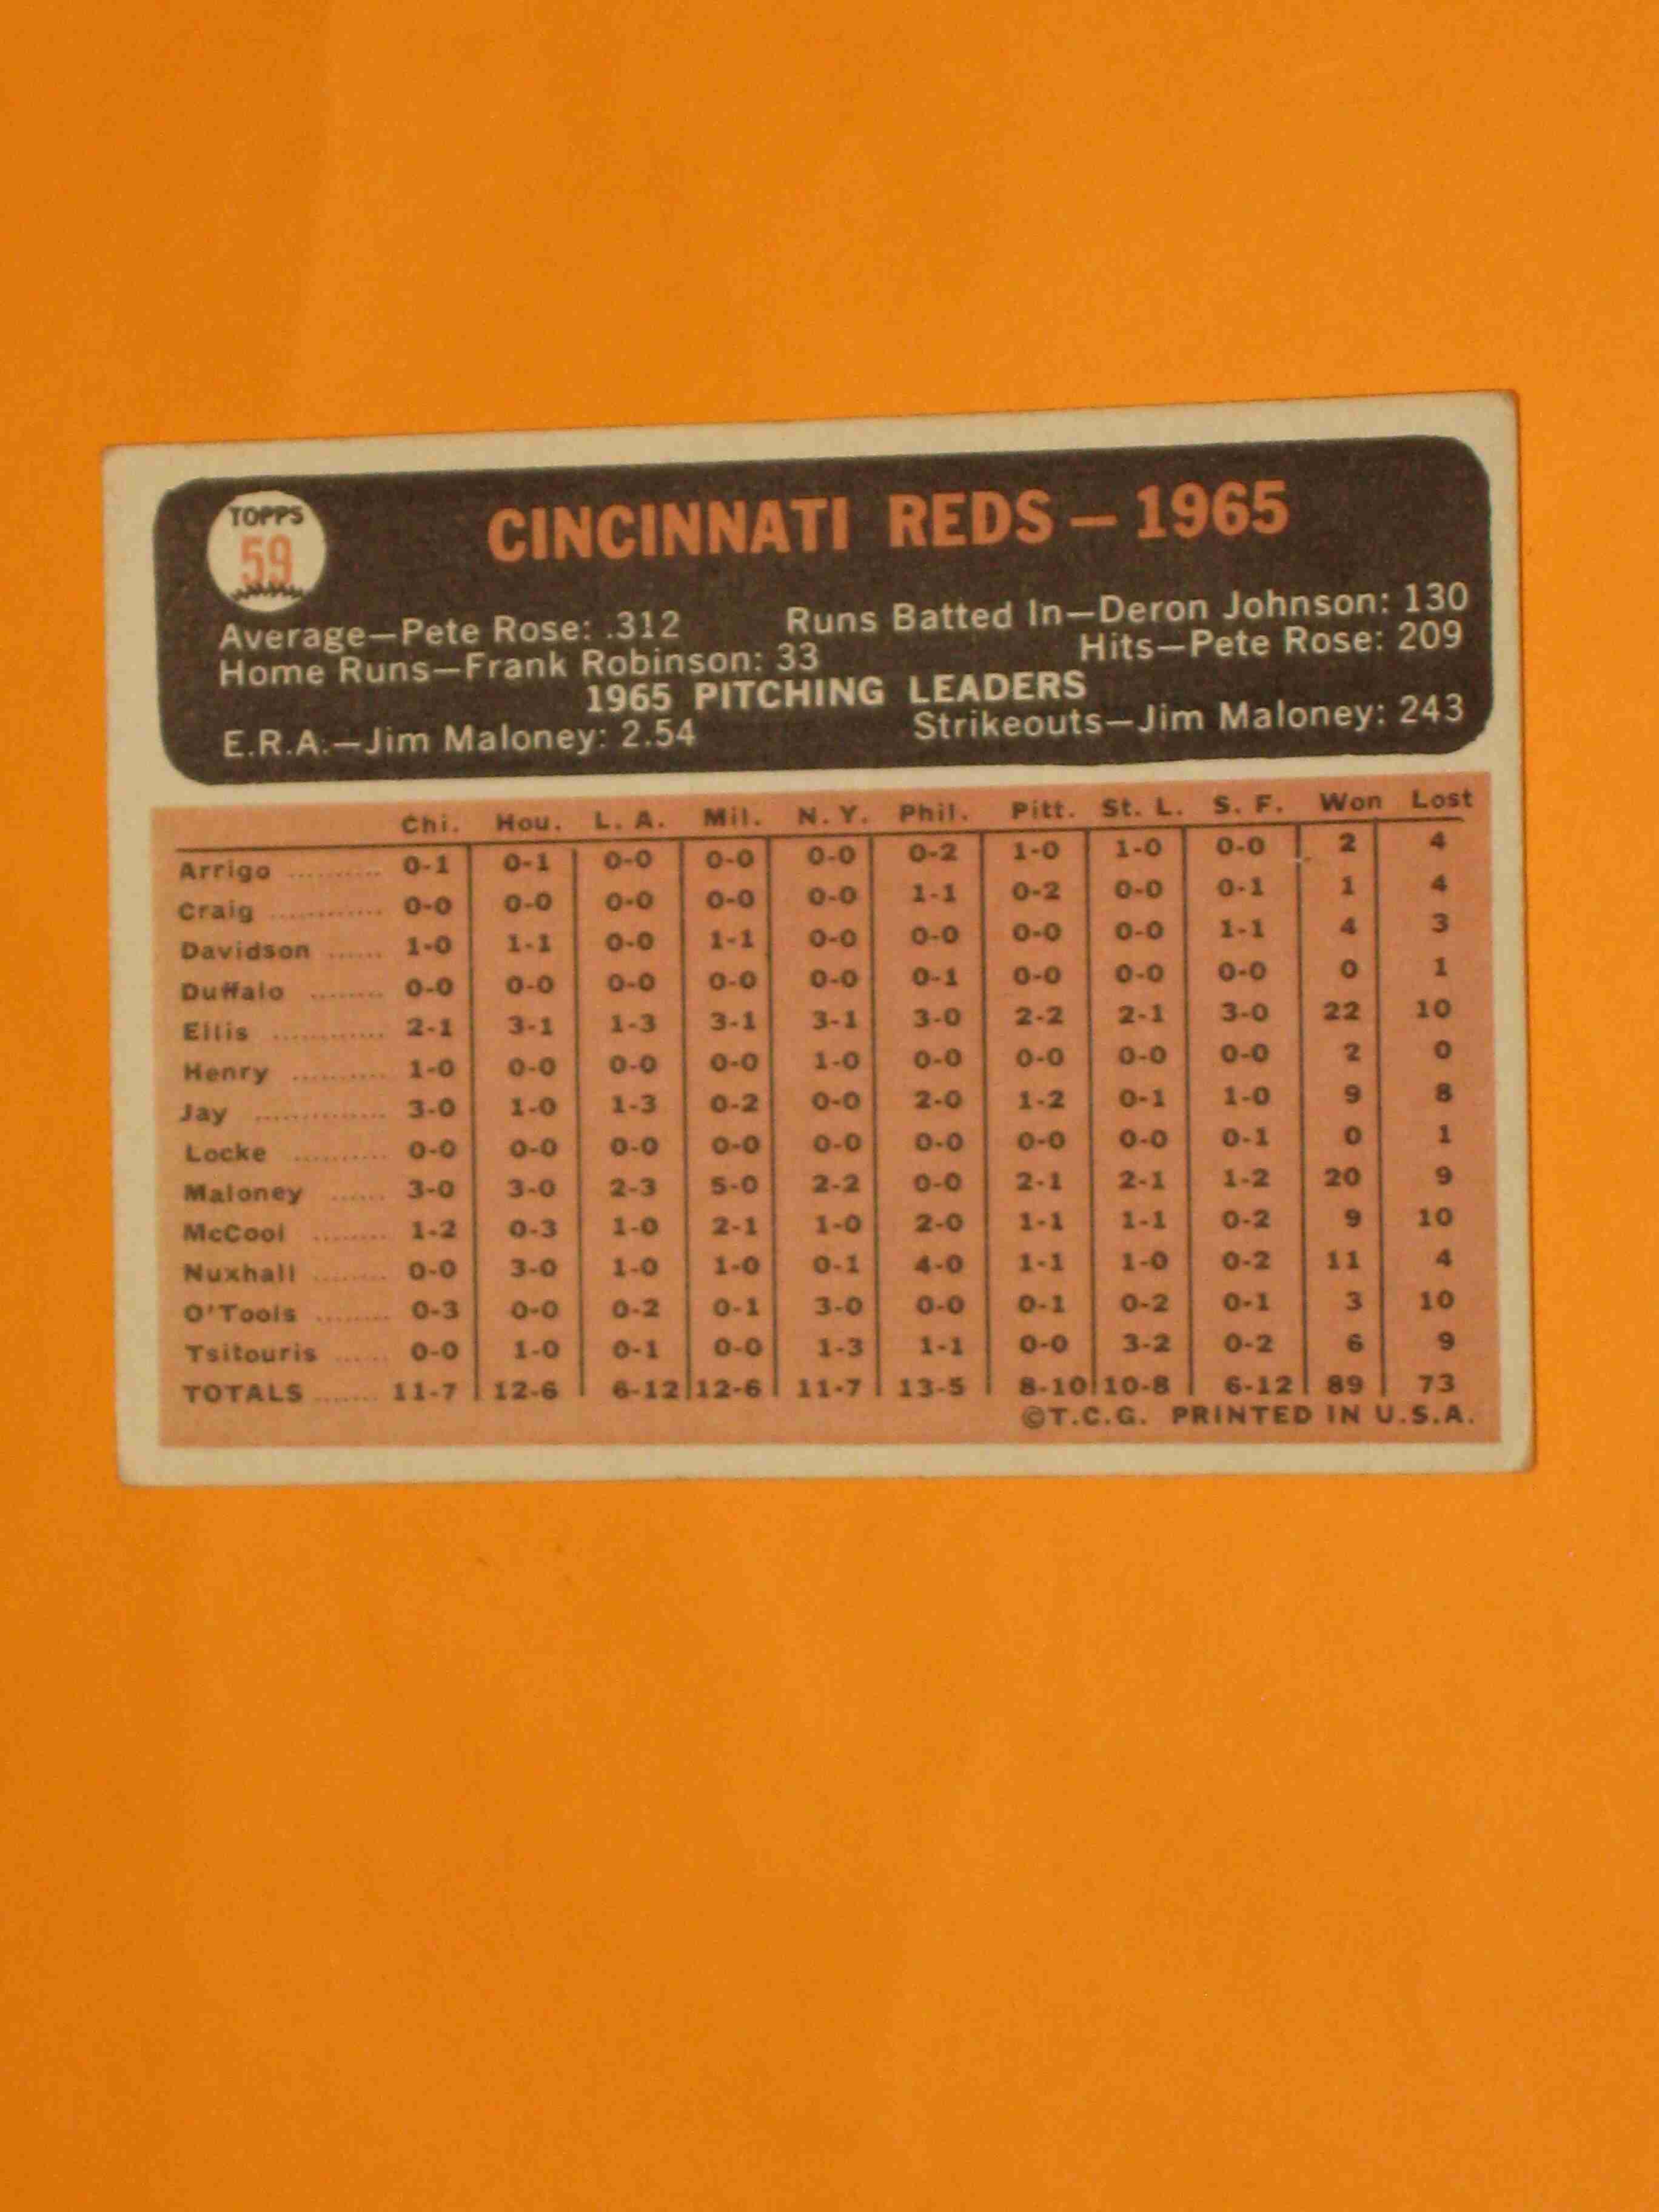 TOPPS
59
CINCINNATI REDS — 1965
Average—Pete Rose: .312 Runs Batted In—Deron Johnson: 130
Home Runs—Frank Robinson: 33 Hits—Pete Rose: 209
1965 PITCHING LEADERS
E.R.A.—Jim Maloney: 2.54 Strikeouts—Jim Maloney: 243
Chi. Hou. L. A. Mil. N. Y. Phil. Pitt. St. L. S. F. Won Lost
Arrigo .......... 0-1 0-1 0-0 0-0 0-0 0-2 1-0 1-0 0-0 2 4
Craig ............ 0-0 0-0 0-0 0-0 0-0 1-1 0-2 0-0 0-1 1 4
Davidson ...... 1-0 1-1 0-0 1-1 0-0 0-0 0-0 0-0 1-1 4 3
Duffalo ........ 0-0 0-0 0-0 0-0 0-0 0-1 0-0 0-0 0-0 0 1
Ellis ............ 2-1 3-1 1-3 3-1 3-1 3-0 2-2 2-1 3-0 22 10
Henry .......... 1-0 0-0 0-0 0-0 1-0 0-0 0-0 0-0 0-0 2 0
Jay .............. 3-0 1-0 1-3 0-2 0-0 2-0 1-2 0-1 1-0 9 8
Locke .......... 0-0 0-0 0-0 0-0 0-0 0-0 0-0 0-0 0-1 0 1
Maloney ...... 3-0 3-0 2-3 5-0 2-2 0-0 2-1 2-1 1-2 20 9
McCool ........ 1-2 0-3 1-0 2-1 1-0 2-0 1-1 1-1 0-2 9 10
Nuxhall ........ 0-0 3-0 1-0 1-0 0-1 4-0 1-1 1-0 0-2 11 4
O'Tools ........ 0-3 0-0 0-2 0-1 3-0 0-0 0-1 0-2 0-1 3 10
Tsitouris ...... 0-0 1-0 0-1 0-0 1-3 1-1 0-0 3-2 0-2 6 9
TOTALS ....... 11-7 12-6 6-12 12-6 11-7 13-5 8-10 10-8 6-12 89 73
©T.C.G. PRINTED IN U.S.A.